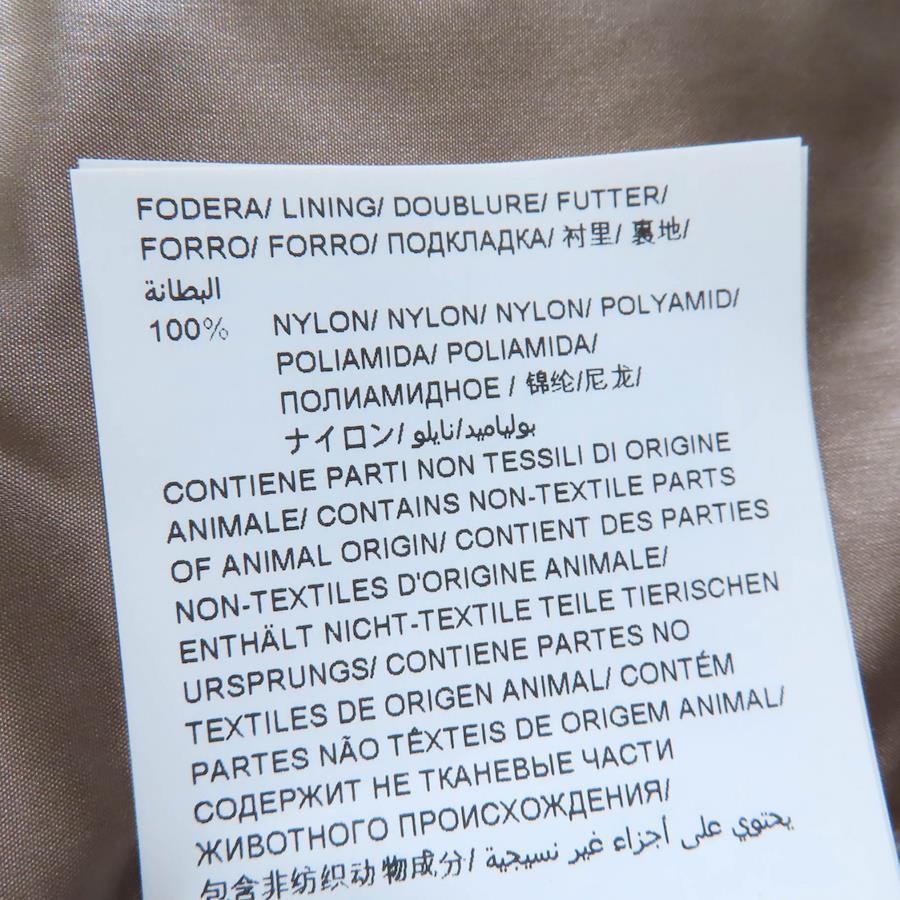 FODERA/ LINING/ DOUBLURE/ FUTTER/
FORRO/ FORRO/ ПОДКЛАДКА/ 衬里/ 裏地/
البطانة
100% NYLON/ NYLON/ NYLON/ POLYAMID/
POLIAMIDA/ POLIAMIDA/
ПОЛИАМИДНОЕ / 锦纶/尼龙/
ナイロン/ بولياميد/نايلو
CONTIENE PARTI NON TESSILI DI ORIGINE
ANIMALE/ CONTAINS NON-TEXTILE PARTS
OF ANIMAL ORIGIN/ CONTIENT DES PARTIES
NON-TEXTILES D'ORIGINE ANIMALE/
ENTHÄLT NICHT-TEXTILE TEILE TIERISCHEN
URSPRUNGS/ CONTIENE PARTES NO
TEXTILES DE ORIGEN ANIMAL/ CONTÉM
PARTES NÃO TÊXTEIS DE ORIGEM ANIMAL/
СОДЕРЖИТ НЕ ТКАНЕВЫЕ ЧАСТИ
ЖИВОТНОГО ПРОИСХОЖДЕНИЯ/
包含非纺织动物成分/ يحتوي على أجزاء غير نسيجية